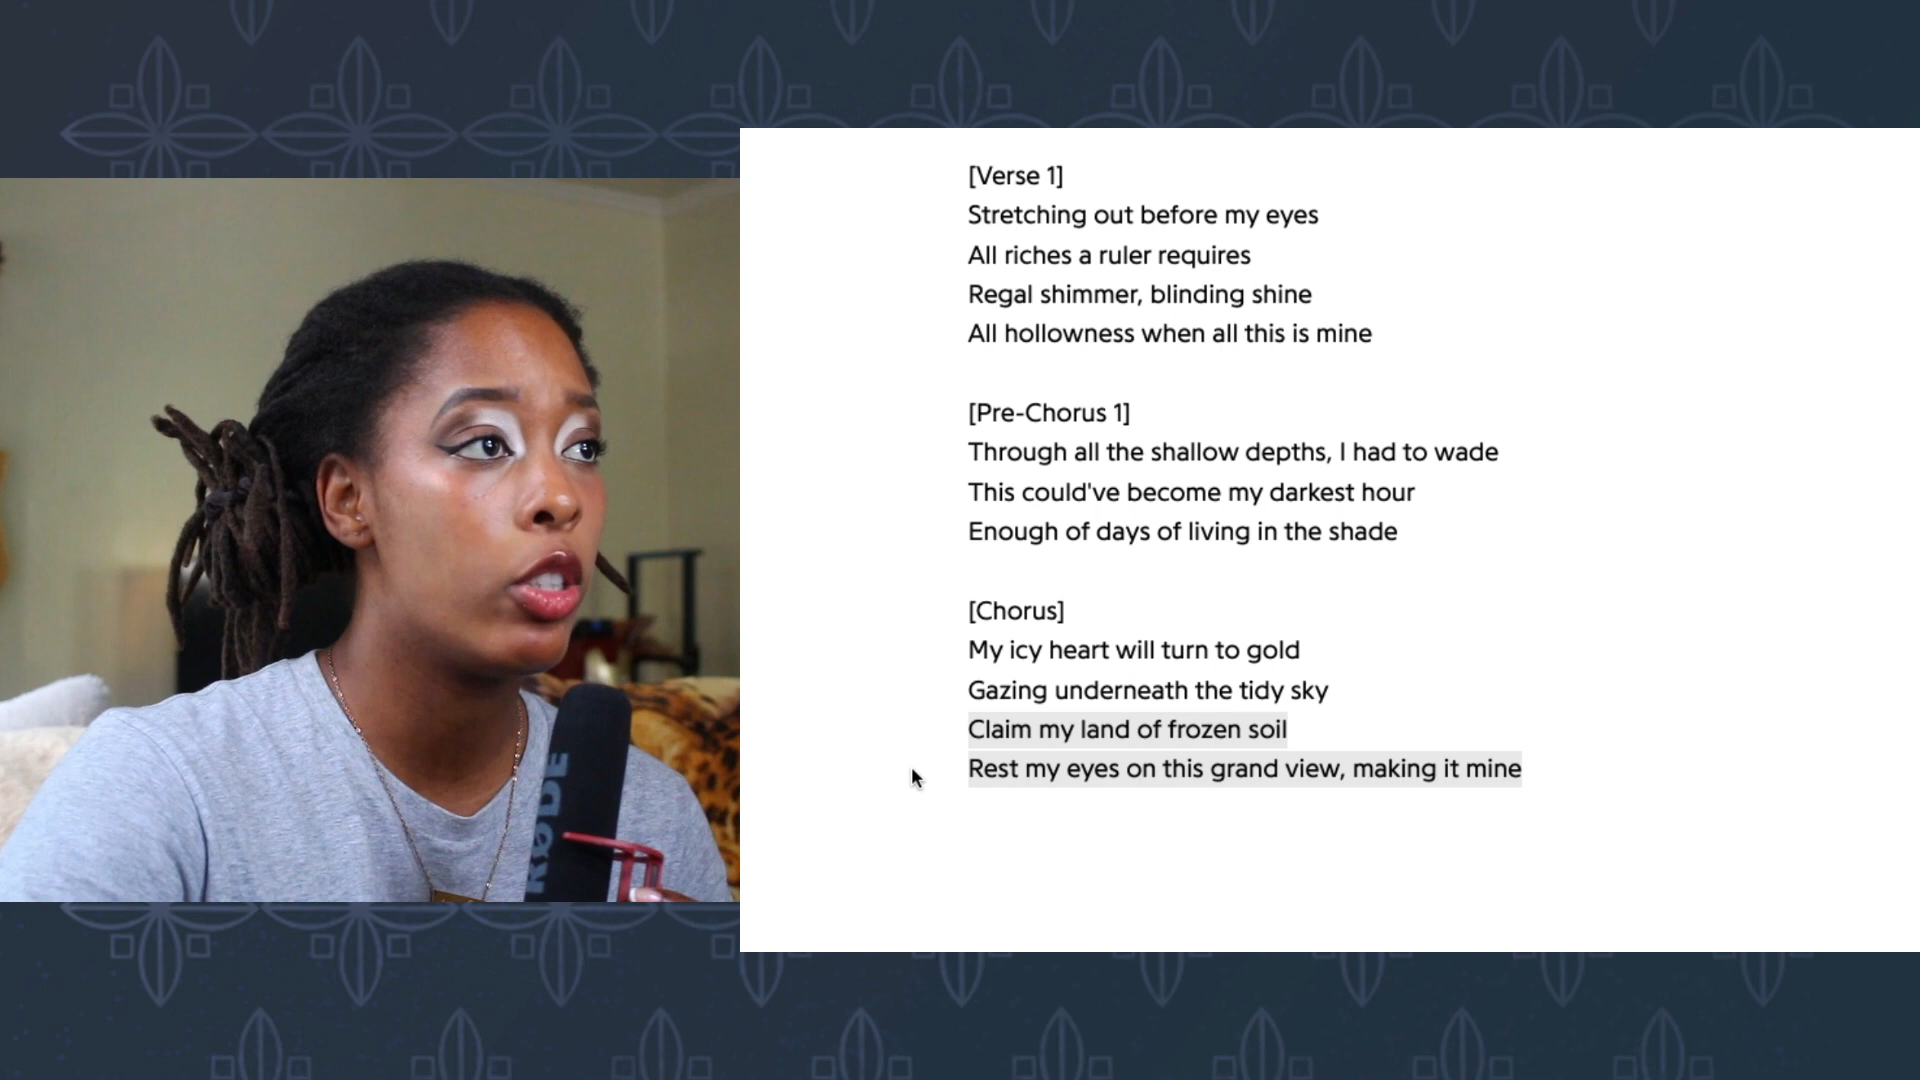 [Verse 1]
Stretching out before my eyes
All riches a ruler requires
Regal shimmer, blinding shine
All hollowness when all this is mine
[Pre-Chorus 1]
Through all the shallow depths, I had to wade
This could've become my darkest hour
Enough of days of living in the shade
[Chorus]
My icy heart will turn to gold
Gazing underneath the tidy sky
Claim my land of frozen soil
Rest my eyes on this grand view, making it mine
RØDE